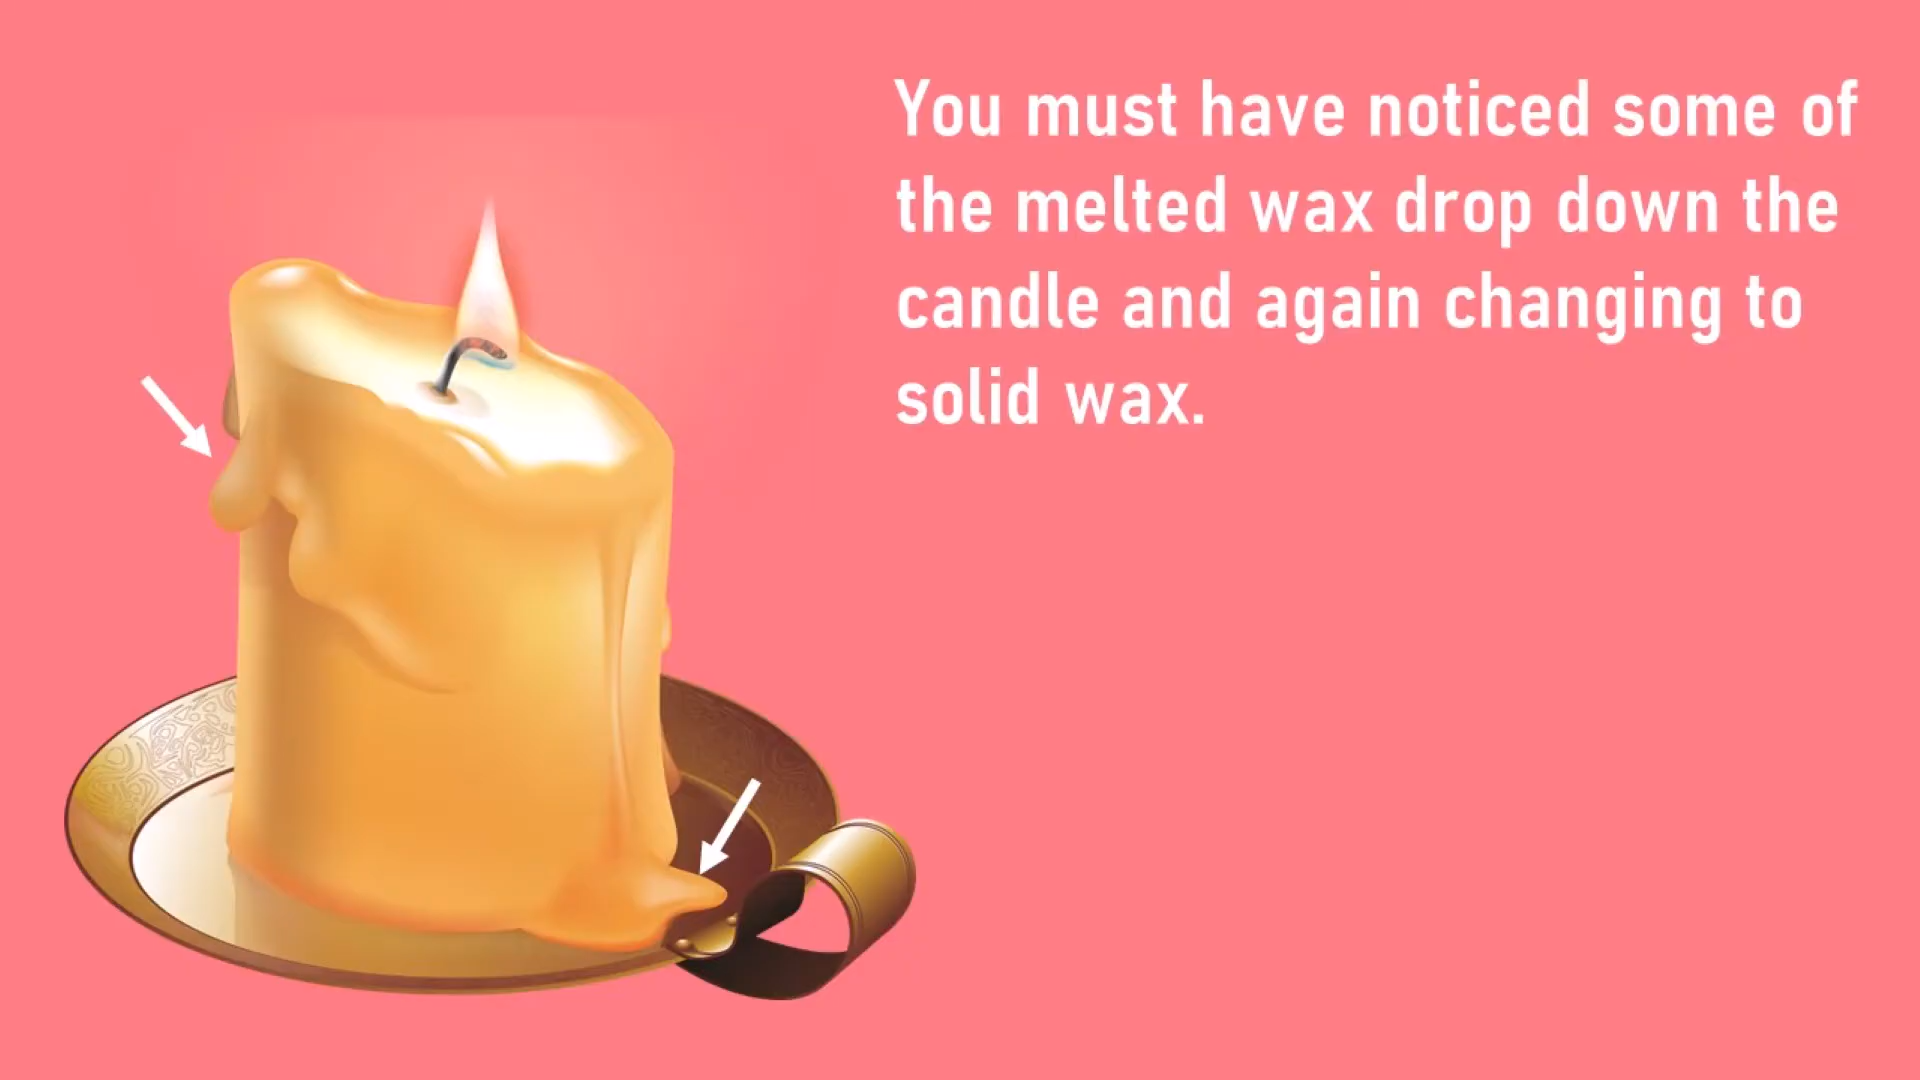 You must have noticed some of
the melted wax drop down the
candle and again changing to
solid wax.